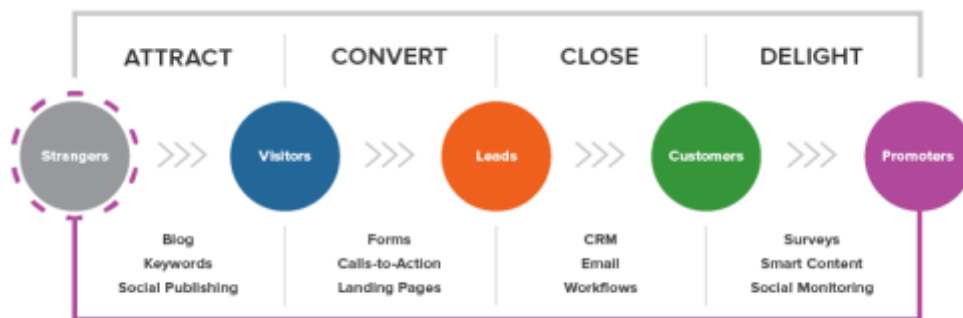 ATTRACT CONVERT CLOSE DELIGHT
Strangers Visitors Leads Customers Promoters
Blog Forms CRM Surveys
Keywords Calls-to-Action Email Smart Content
Social Publishing Landing Pages Workflows Social Monitoring